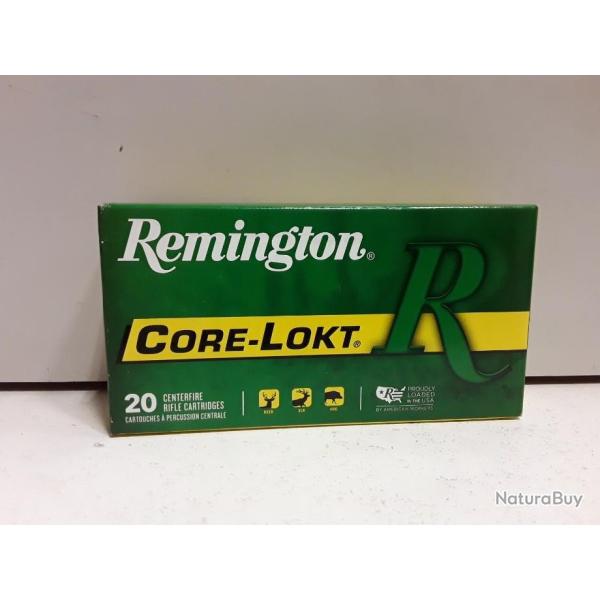 Remington®
R
CORE-LOKT®
20 CENTERFIRE
RIFLE CARTRIDGES
CARTOUCHES À PERCUSSION CENTRALE
DEER ELK HOG
R PROUDLY
LOADED
IN THE USA
BY AMERICAN WORKERS
NaturaBuy